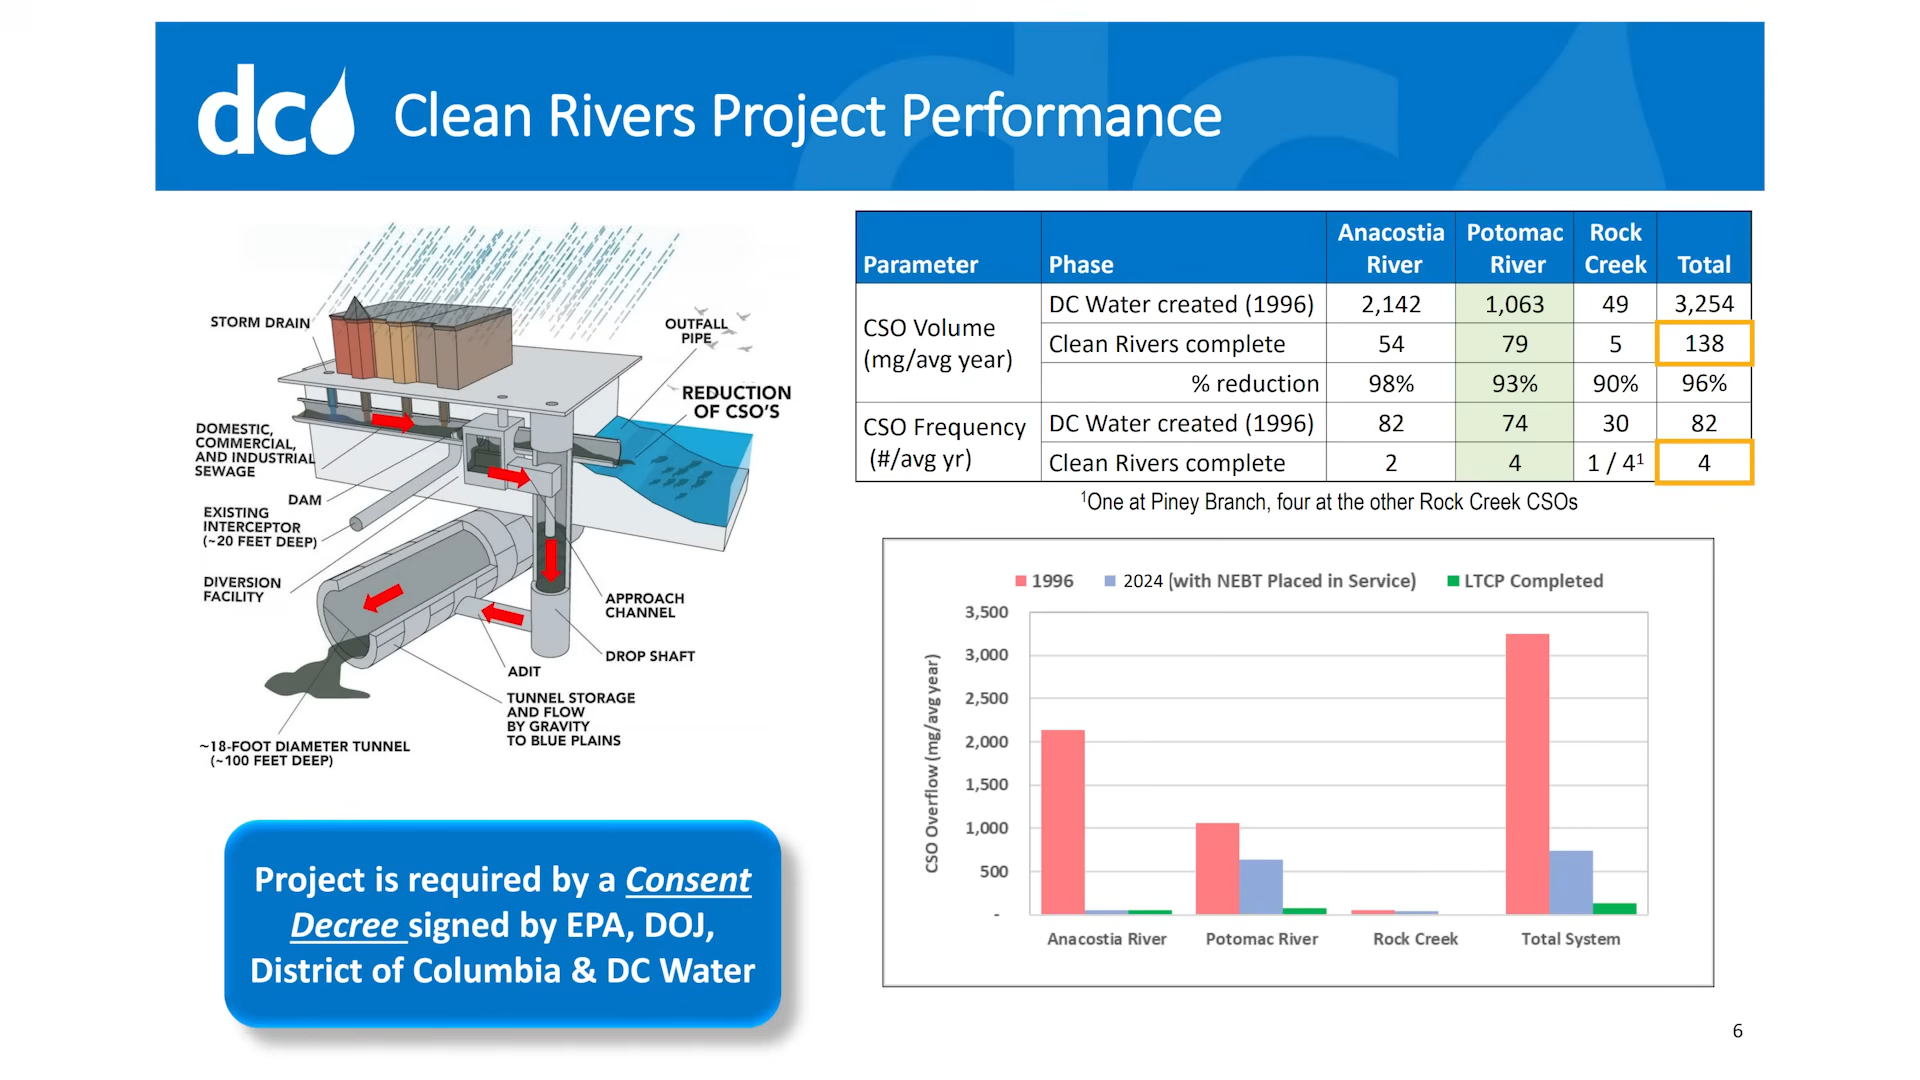 dc
Clean Rivers Project Performance
STORM DRAIN
OUTFALL
PIPE
REDUCTION
OF CSO'S
DOMESTIC,
COMMERCIAL,
AND INDUSTRIAL
SEWAGE
DAM
EXISTING
INTERCEPTOR
(~20 FEET DEEP)
DIVERSION
FACILITY
APPROACH
CHANNEL
DROP SHAFT
ADIT
TUNNEL STORAGE
AND FLOW
BY GRAVITY
TO BLUE PLAINS
~18-FOOT DIAMETER TUNNEL
(~100 FEET DEEP)
Project is required by a Consent
Decree signed by EPA, DOJ,
District of Columbia & DC Water
Parameter Phase Anacostia River Potomac River Rock Creek Total
CSO Volume (mg/avg year)
DC Water created (1996) 2,142 1,063 49 3,254
Clean Rivers complete 54 79 5 138
% reduction 98% 93% 90% 96%
CSO Frequency (#/avg yr)
DC Water created (1996) 82 74 30 82
Clean Rivers complete 2 4 1 / 4¹ 4
¹One at Piney Branch, four at the other Rock Creek CSOs
1996 2024 (with NEBT Placed in Service) LTCP Completed
CSO Overflow (mg/avg year)
3,500
3,000
2,500
2,000
1,500
1,000
500
-
Anacostia River Potomac River Rock Creek Total System
6